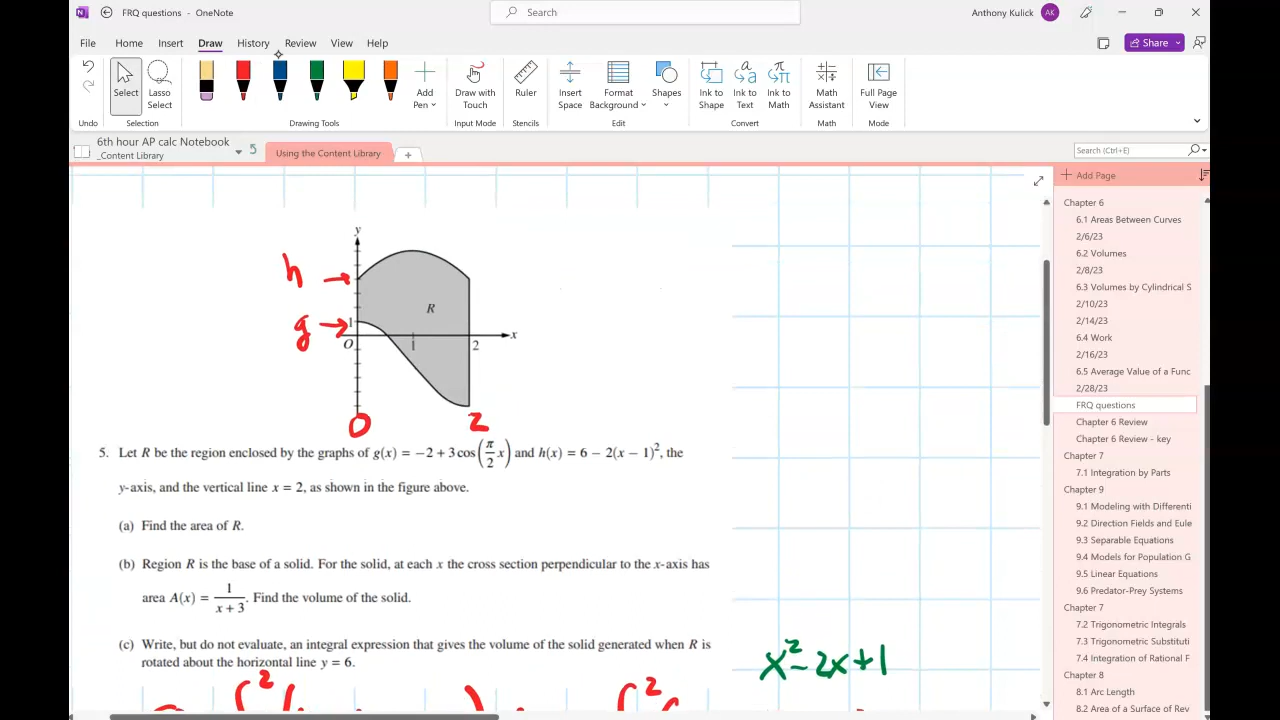 FRQ questions - OneNote
Search
Anthony Kulick AK
File Home Insert Draw History Review View Help
Share
Undo
Select
Lasso Select
Add Pen
Draw with Touch
Ruler
Insert Space
Format Background
Shapes
Ink to Shape
Ink to Text
Ink to Math
Math Assistant
Full Page View
Selection
Drawing Tools
Input Mode
Stencils
Edit
Convert
Math
Mode
6th hour AP calc Notebook
_Content Library
5
Using the Content Library
+
Search (Ctrl+E)
Add Page
Chapter 6
6.1 Areas Between Curves
2/6/23
6.2 Volumes
2/8/23
6.3 Volumes by Cylindrical S
2/10/23
2/14/23
6.4 Work
2/16/23
6.5 Average Value of a Func
2/28/23
FRQ questions
Chapter 6 Review
Chapter 6 Review - key
Chapter 7
7.1 Integration by Parts
Chapter 9
9.1 Modeling with Differenti
9.2 Direction Fields and Eule
9.3 Separable Equations
9.4 Models for Population G
9.5 Linear Equations
9.6 Predator-Prey Systems
Chapter 7
7.2 Trigonometric Integrals
7.3 Trigonometric Substituti
7.4 Integration of Rational F
Chapter 8
8.1 Arc Length
8.2 Area of a Surface of Rev
y
h
R
g
1
O 1 2 x
0 2
5. Let R be the region enclosed by the graphs of g(x) = −2 + 3 cos(π/2 x) and h(x) = 6 − 2(x − 1)², the
y-axis, and the vertical line x = 2, as shown in the figure above.
(a) Find the area of R.
(b) Region R is the base of a solid. For the solid, at each x the cross section perpendicular to the x-axis has
area A(x) = 1/(x + 3). Find the volume of the solid.
(c) Write, but do not evaluate, an integral expression that gives the volume of the solid generated when R is
rotated about the horizontal line y = 6.
x² − 2x + 1